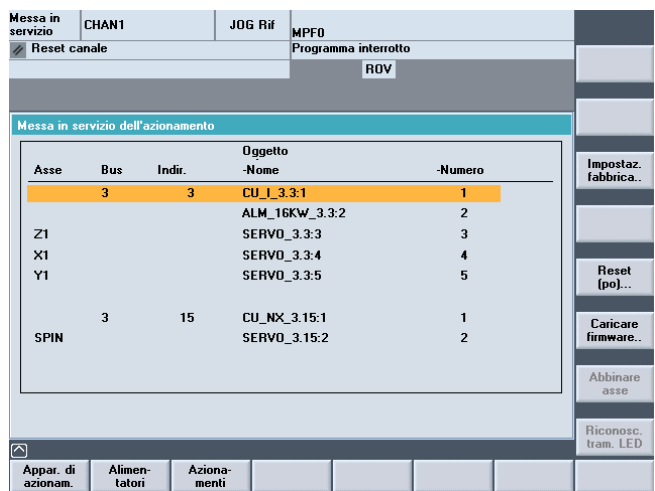 Messa in servizio
CHAN1
JOG Rif
MPF0
Reset canale
Programma interrotto
ROV
Messa in servizio dell'azionamento
Oggetto
Asse Bus Indir. -Nome -Numero
3 3 CU_I_3.3:1 1
ALM_16KW_3.3:2 2
Z1 SERVO_3.3:3 3
X1 SERVO_3.3:4 4
Y1 SERVO_3.3:5 5
3 15 CU_NX_3.15:1 1
SPIN SERVO_3.15:2 2
Impostaz.
fabbrica..
Reset
(po)...
Caricare
firmware..
Abbinare
asse
Riconosc.
tram. LED
Appar. di
azionam.
Alimen-
tatori
Aziona-
menti